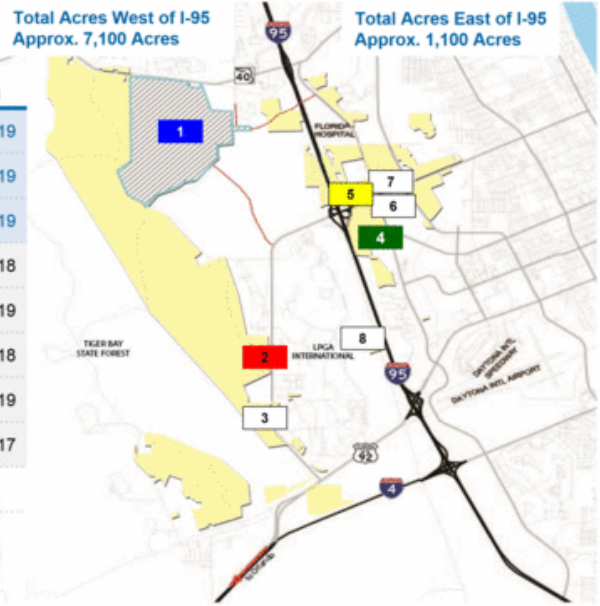 Total Acres West of I-95
Approx. 7,100 Acres
Total Acres East of I-95
Approx. 1,100 Acres
95
40
19
19
19
18
19
18
19
17
1
FLORIDA
HOSPITAL
7
5
6
4
8
TIGER BAY
STATE FOREST
2
LPGA
INTERNATIONAL
95
DAYTONA INTL
SPEEDWAY
DAYTONA INTL AIRPORT
3
92
4
to Orlando